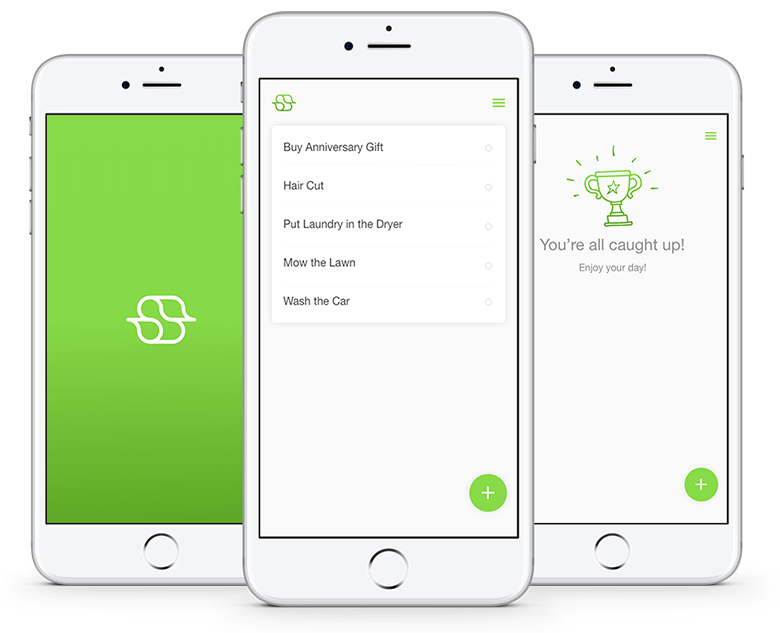 Buy Anniversary Gift
Hair Cut
Put Laundry in the Dryer
Mow the Lawn
Wash the Car
You're all caught up!
Enjoy your day!